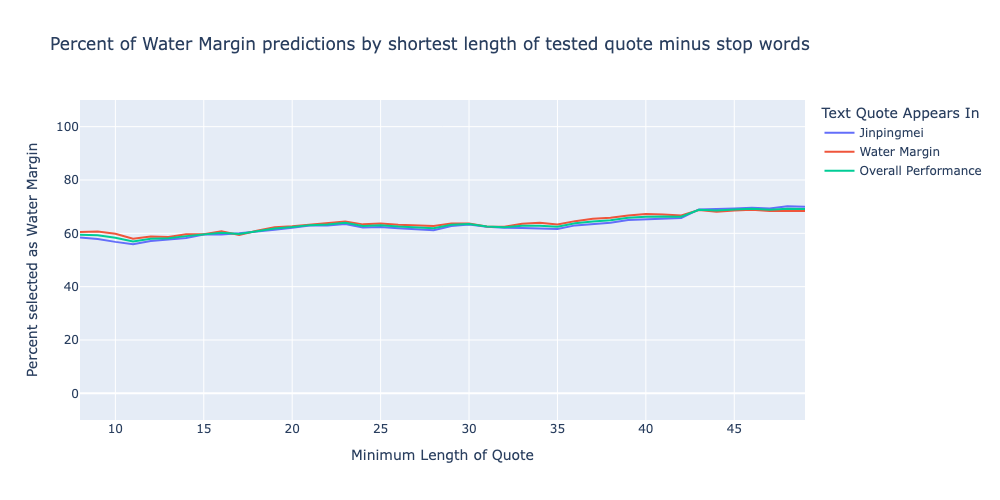 Percent of Water Margin predictions by shortest length of tested quote minus stop words
Text Quote Appears In
Jinpingmei
Water Margin
Overall Performance
Percent selected as Water Margin
100
80
60
40
20
0
10 15 20 25 30 35 40 45
Minimum Length of Quote